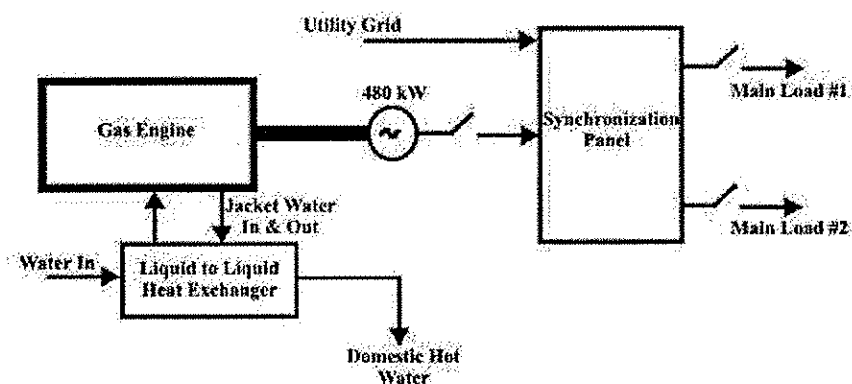 Utility Grid
480 kW
Gas Engine
Synchronization
Panel
Main Load #1
Main Load #2
Jacket Water
In & Out
Water In
Liquid to Liquid
Heat Exchanger
Domestic Hot
Water